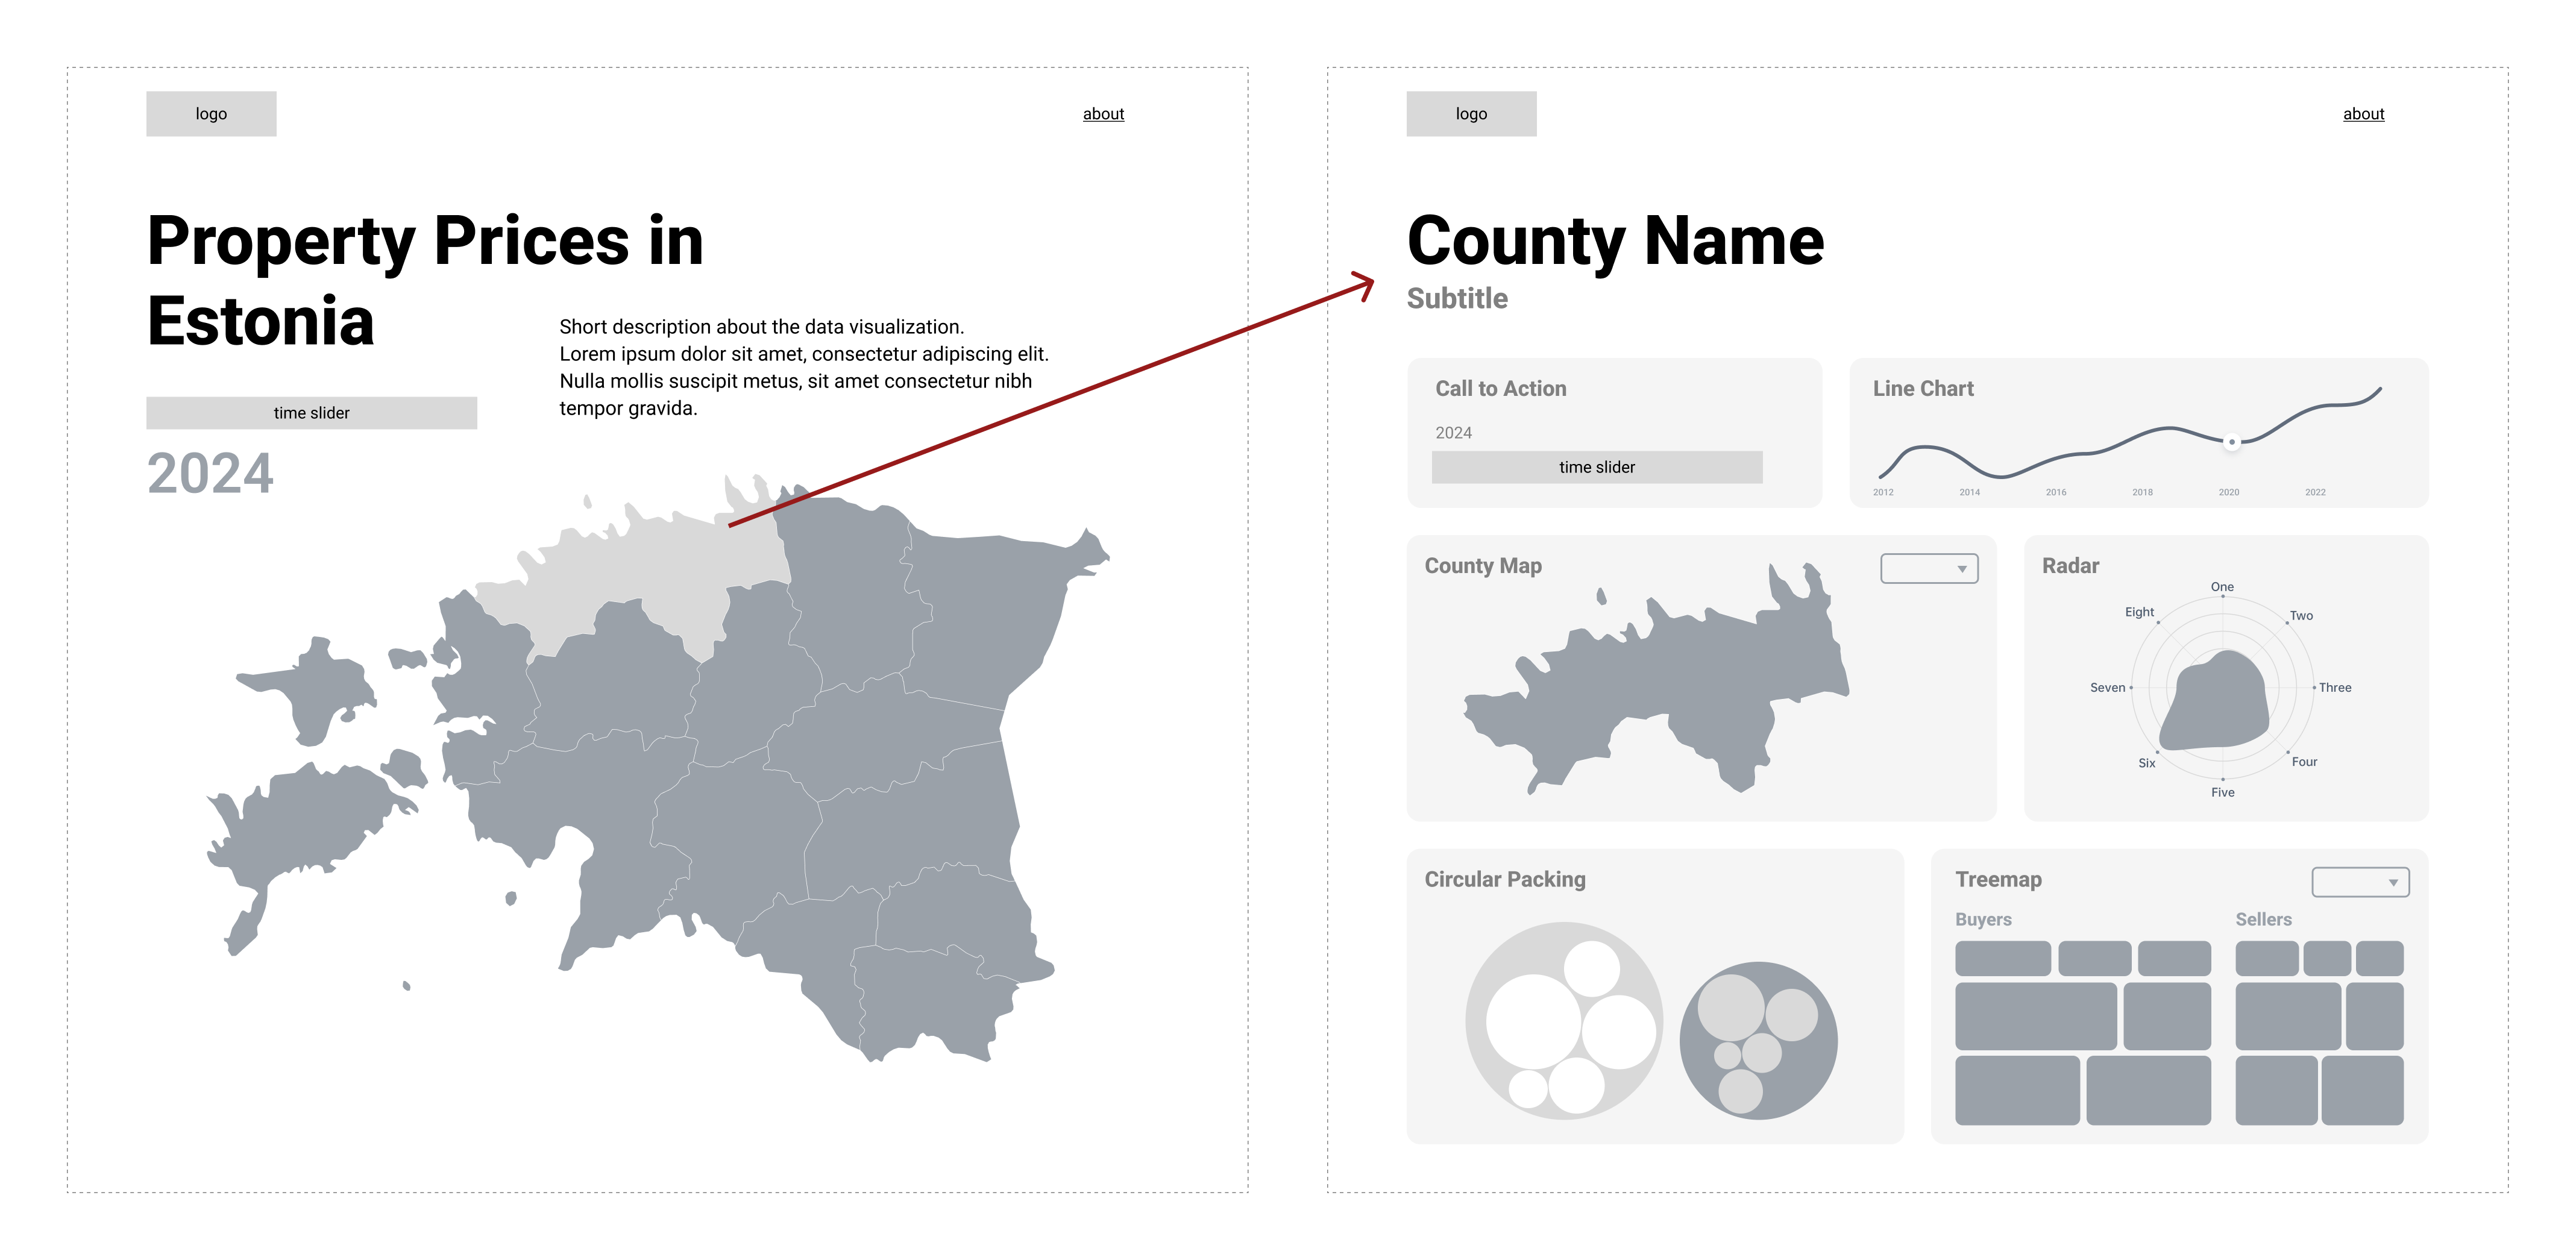 logo
about
Property Prices in
Estonia
Short description about the data visualization.
Lorem ipsum dolor sit amet, consectetur adipiscing elit.
Nulla mollis suscipit metus, sit amet consectetur nibh
tempor gravida.
time slider
2024
logo
about
County Name
Subtitle
Call to Action
2024
time slider
Line Chart
2012 2014 2016 2018 2020 2022
County Map
Radar
One
Two
Three
Four
Five
Six
Seven
Eight
Circular Packing
Treemap
Buyers
Sellers